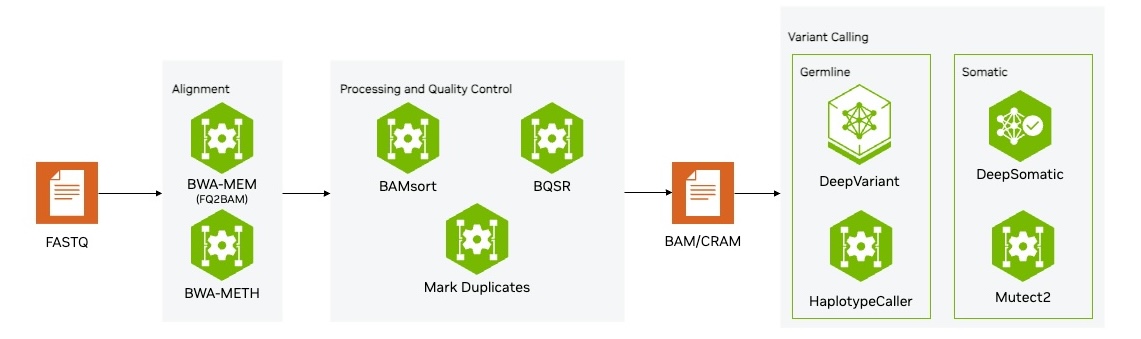 FASTQ
Alignment
BWA-MEM
(FQ2BAM)
BWA-METH
Processing and Quality Control
BAMsort
BQSR
Mark Duplicates
BAM/CRAM
Variant Calling
Germline
DeepVariant
HaplotypeCaller
Somatic
DeepSomatic
Mutect2